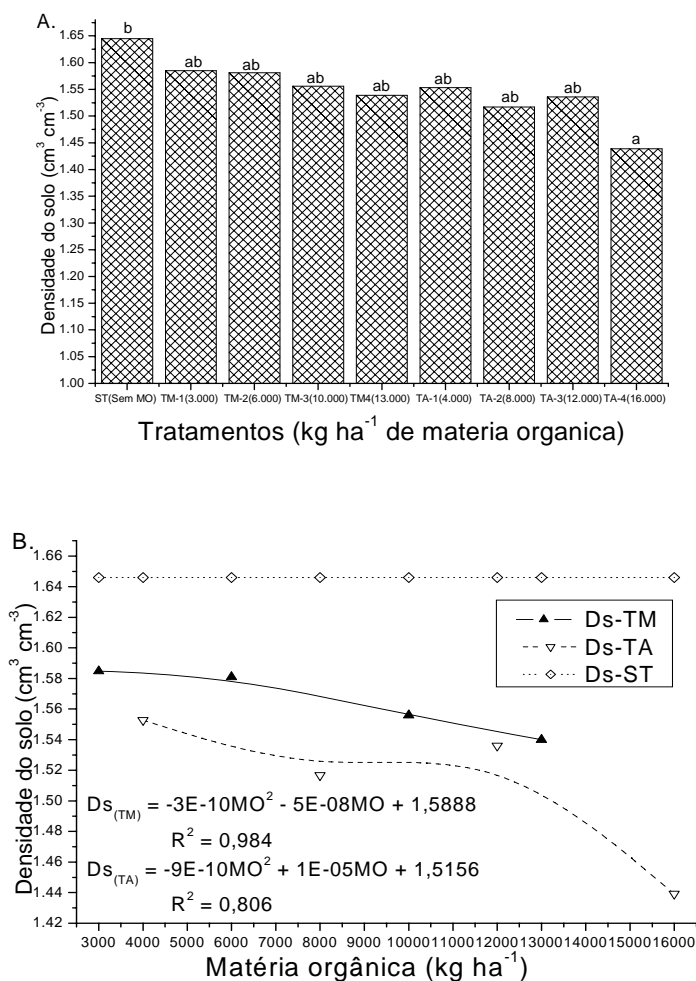 A.
Densidade do solo (cm³ cm⁻³)
1.65
1.60
1.55
1.50
1.45
1.40
1.35
1.30
1.25
1.20
1.15
1.10
1.05
1.00
b
ab
ab
ab
ab
ab
ab
ab
a
ST(Sem MO) TM-1(3.000) TM-2(6.000) TM-3(10.000) TM4(13.000) TA-1(4.000) TA-2(8.000) TA-3(12.000) TA-4(16.000)
Tratamentos (kg ha⁻¹ de materia organica)
B.
Densidade do solo (cm³ cm⁻³)
1.66
1.64
1.62
1.60
1.58
1.56
1.54
1.52
1.50
1.48
1.46
1.44
1.42
Ds-TM
Ds-TA
Ds-ST
Ds(TM) = -3E-10MO² - 5E-08MO + 1,5888
R² = 0,984
Ds(TA) = -9E-10MO² + 1E-05MO + 1,5156
R² = 0,806
3000 4000 5000 6000 7000 8000 9000 10000 11000 12000 13000 14000 15000 16000
Matéria orgânica (kg ha⁻¹)